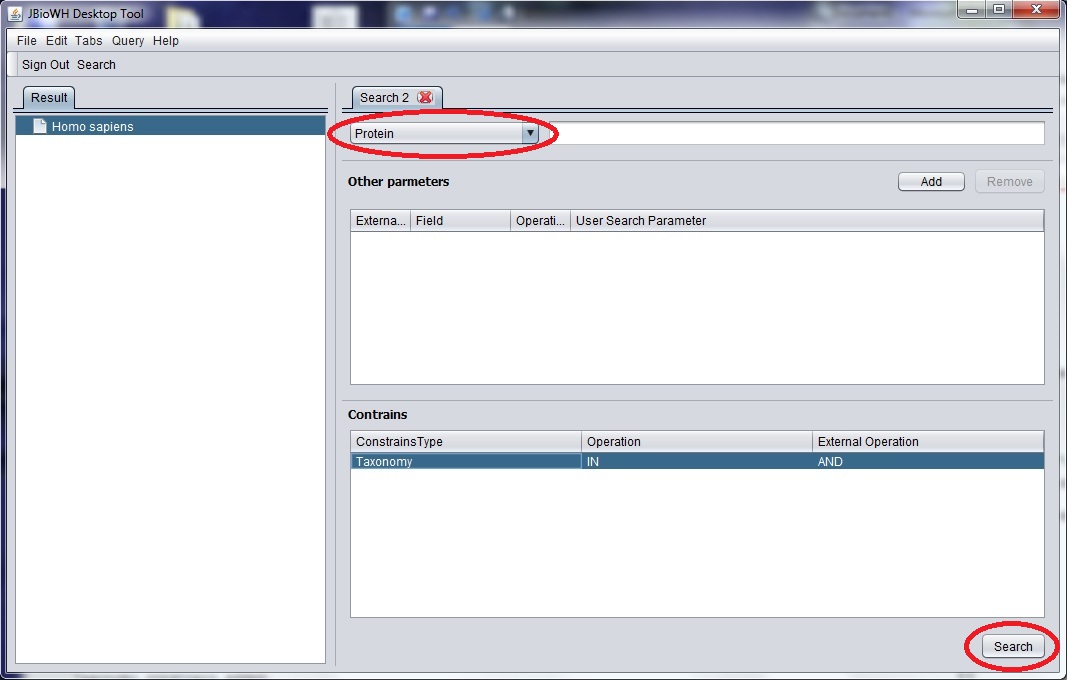 JBioWH Desktop Tool
File Edit Tabs Query Help
Sign Out Search
Result
Homo sapiens
Search 2
Protein
Other parmeters
Add Remove
Externa... Field Operati... User Search Parameter
Contrains
ConstrainsType Operation External Operation
Taxonomy IN AND
Search